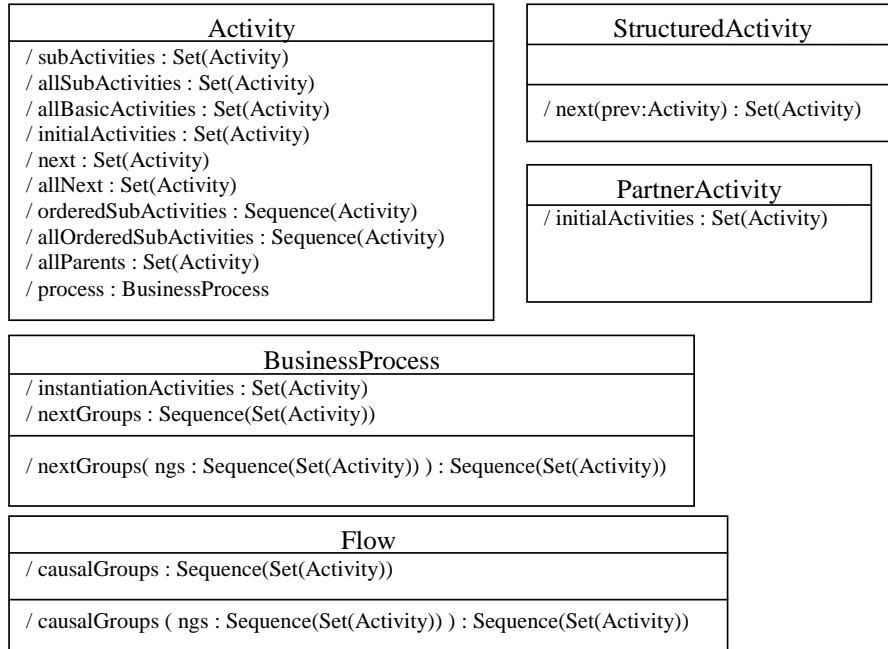 Activity
/ subActivities : Set(Activity)
/ allSubActivities : Set(Activity)
/ allBasicActivities : Set(Activity)
/ initialActivities : Set(Activity)
/ next : Set(Activity)
/ allNext : Set(Activity)
/ orderedSubActivities : Sequence(Activity)
/ allOrderedSubActivities : Sequence(Activity)
/ allParents : Set(Activity)
/ process : BusinessProcess
StructuredActivity
/ next(prev:Activity) : Set(Activity)
PartnerActivity
/ initialActivities : Set(Activity)
BusinessProcess
/ instantiationActivities : Set(Activity)
/ nextGroups : Sequence(Set(Activity))
/ nextGroups( ngs : Sequence(Set(Activity)) ) : Sequence(Set(Activity))
Flow
/ causalGroups : Sequence(Set(Activity))
/ causalGroups ( ngs : Sequence(Set(Activity)) ) : Sequence(Set(Activity))